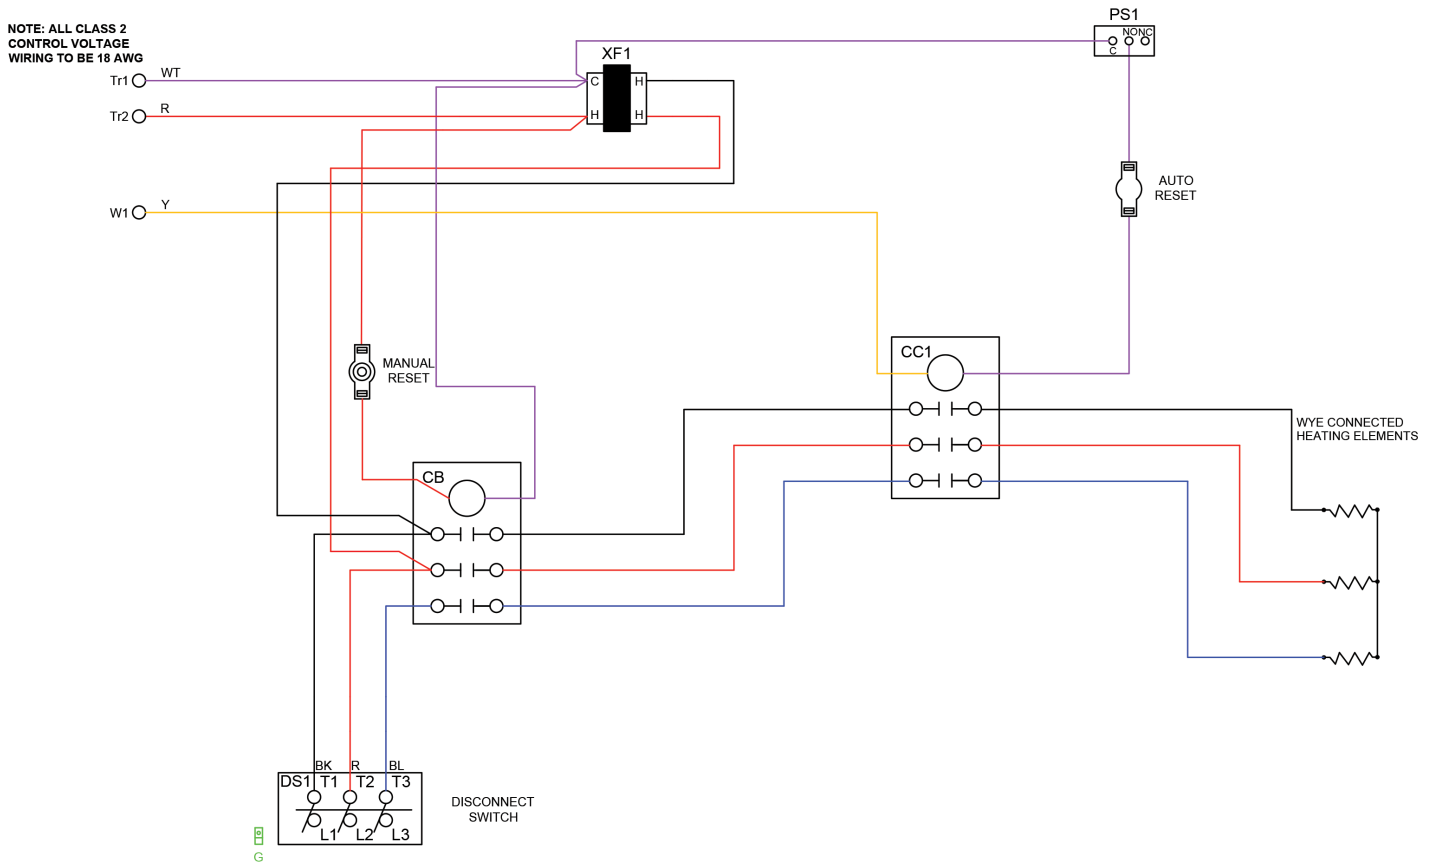 NOTE: ALL CLASS 2
CONTROL VOLTAGE
WIRING TO BE 18 AWG
PS1
NO NC
C
XF1
Tr1
WT
C
H
Tr2
R
H
H
W1
Y
AUTO
RESET
MANUAL
RESET
CC1
WYE CONNECTED
HEATING ELEMENTS
CB
BK
R
BL
DS1
T1
T2
T3
L1
L2
L3
DISCONNECT
SWITCH
G